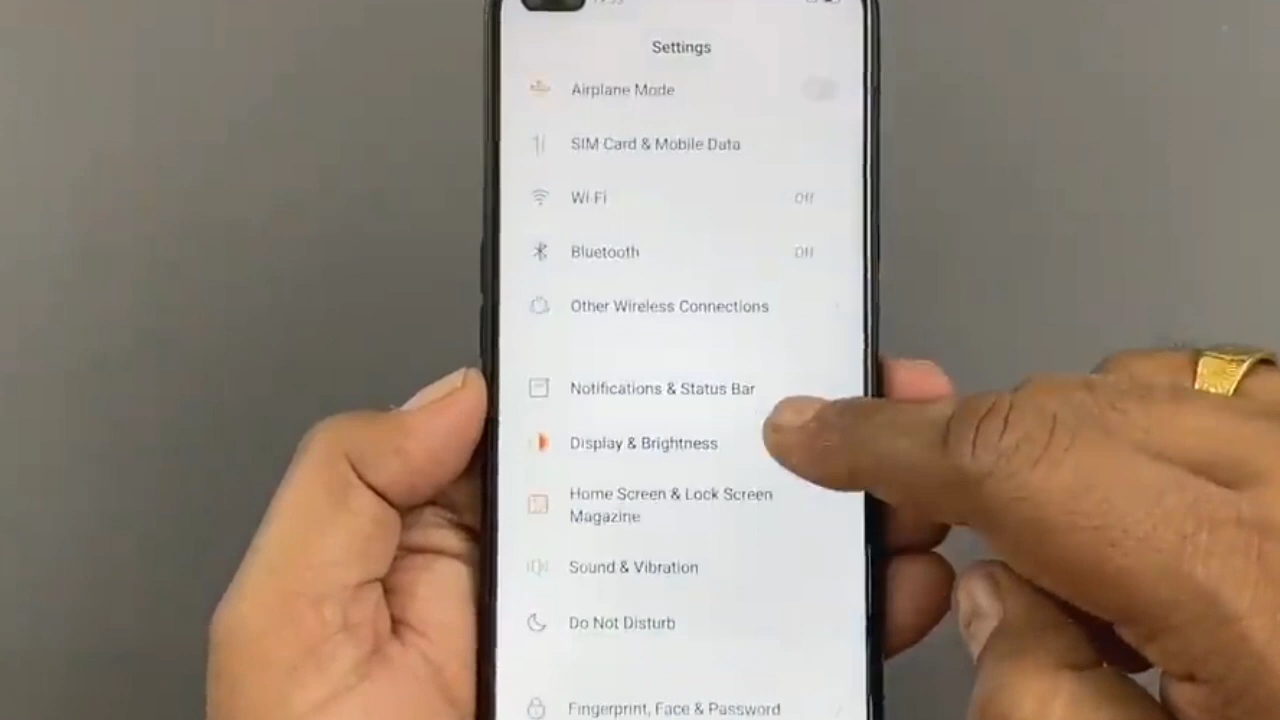 Settings
Airplane Mode
SIM Card & Mobile Data
Wi-Fi Off
Bluetooth Off
Other Wireless Connections
Notifications & Status Bar
Display & Brightness
Home Screen & Lock Screen
Magazine
Sound & Vibration
Do Not Disturb
Fingerprint, Face & Password